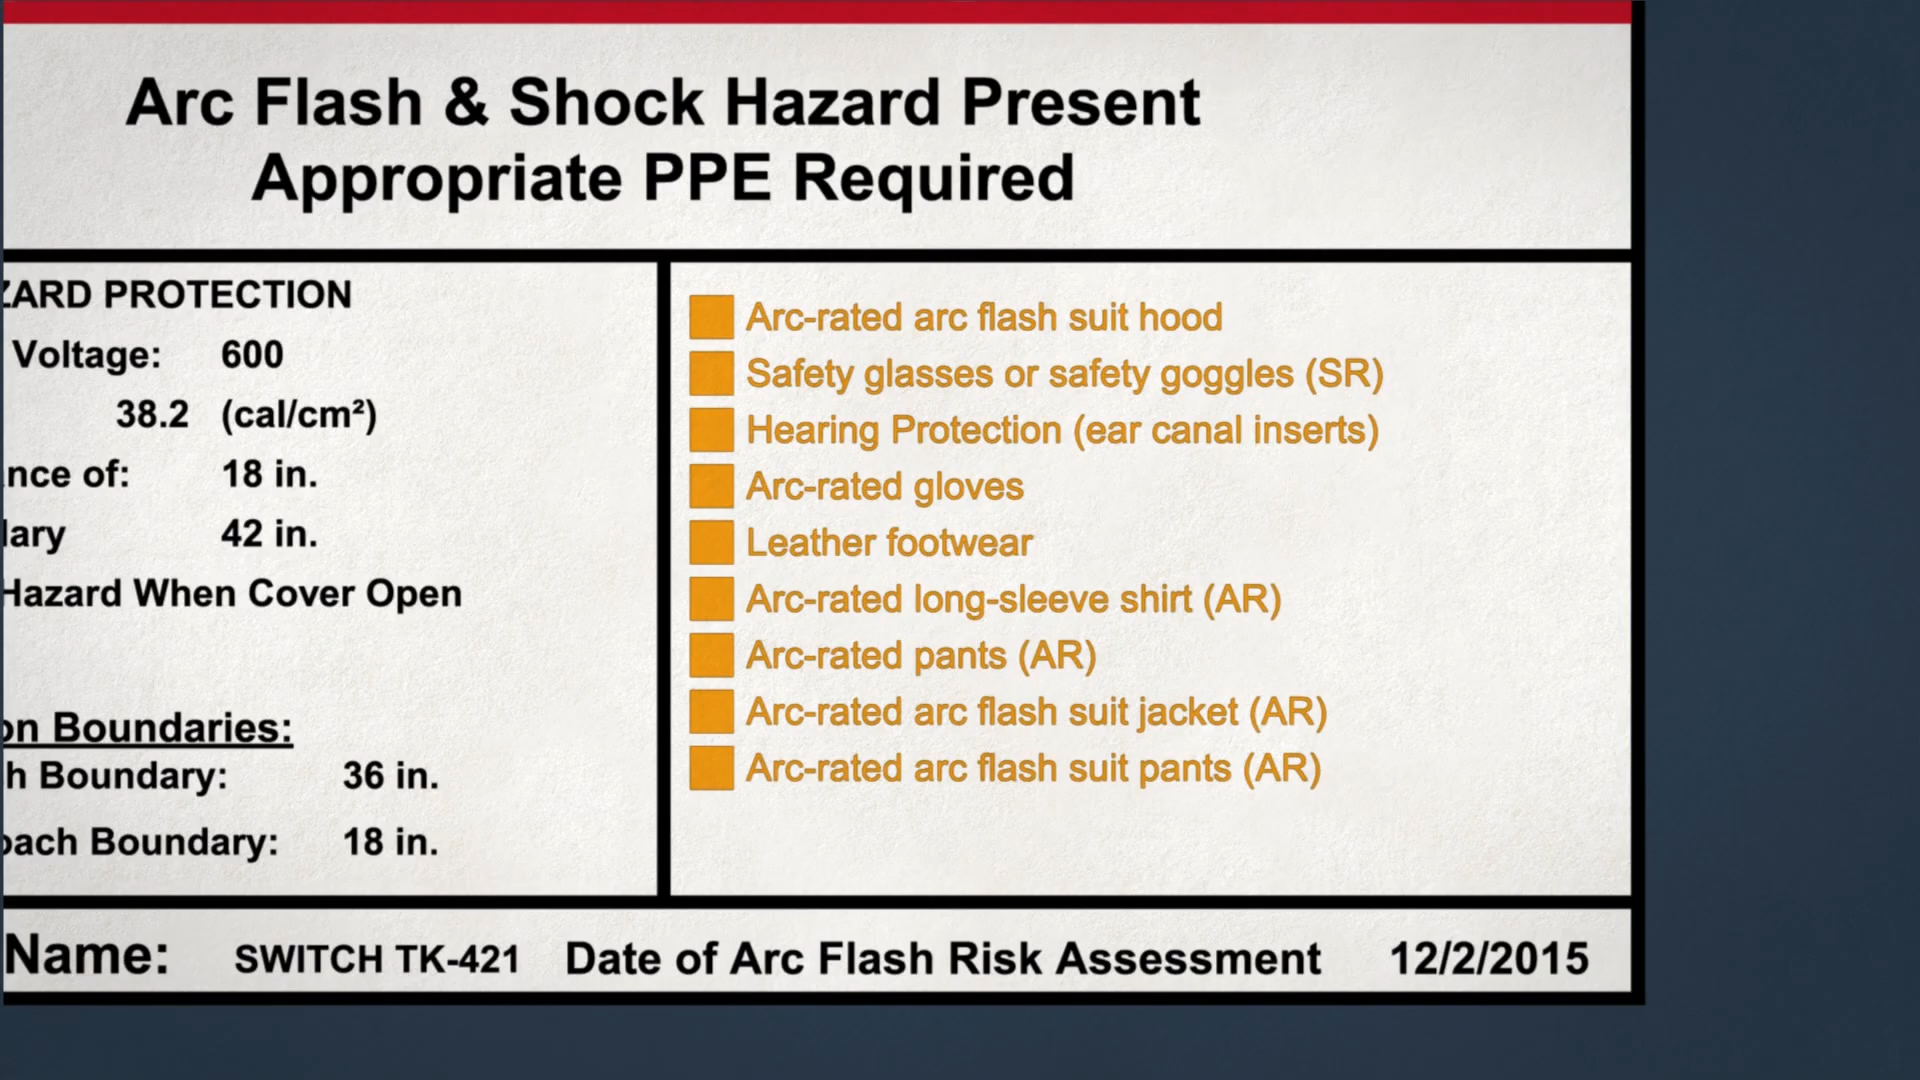 Arc Flash & Shock Hazard Present
Appropriate PPE Required
ZARD PROTECTION
Voltage: 600
38.2 (cal/cm²)
nce of: 18 in.
dary 42 in.
Hazard When Cover Open
on Boundaries:
h Boundary: 36 in.
oach Boundary: 18 in.
Arc-rated arc flash suit hood
Safety glasses or safety goggles (SR)
Hearing Protection (ear canal inserts)
Arc-rated gloves
Leather footwear
Arc-rated long-sleeve shirt (AR)
Arc-rated pants (AR)
Arc-rated arc flash suit jacket (AR)
Arc-rated arc flash suit pants (AR)
Name: SWITCH TK-421 Date of Arc Flash Risk Assessment 12/2/2015